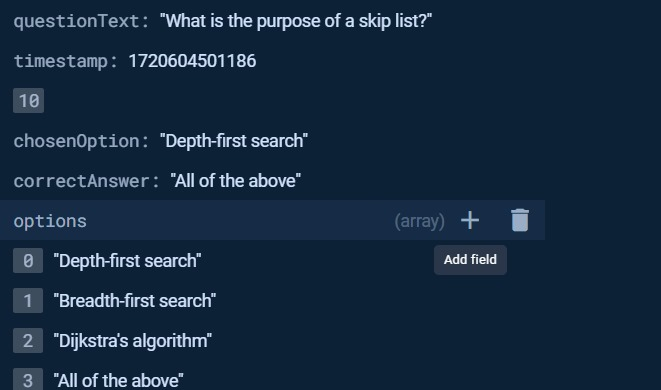 questionText: "What is the purpose of a skip list?"
timestamp: 1720604501186
10
chosenOption: "Depth-first search"
correctAnswer: "All of the above"
options (array) +
Add field
0 "Depth-first search"
1 "Breadth-first search"
2 "Dijkstra's algorithm"
3 "All of the above"